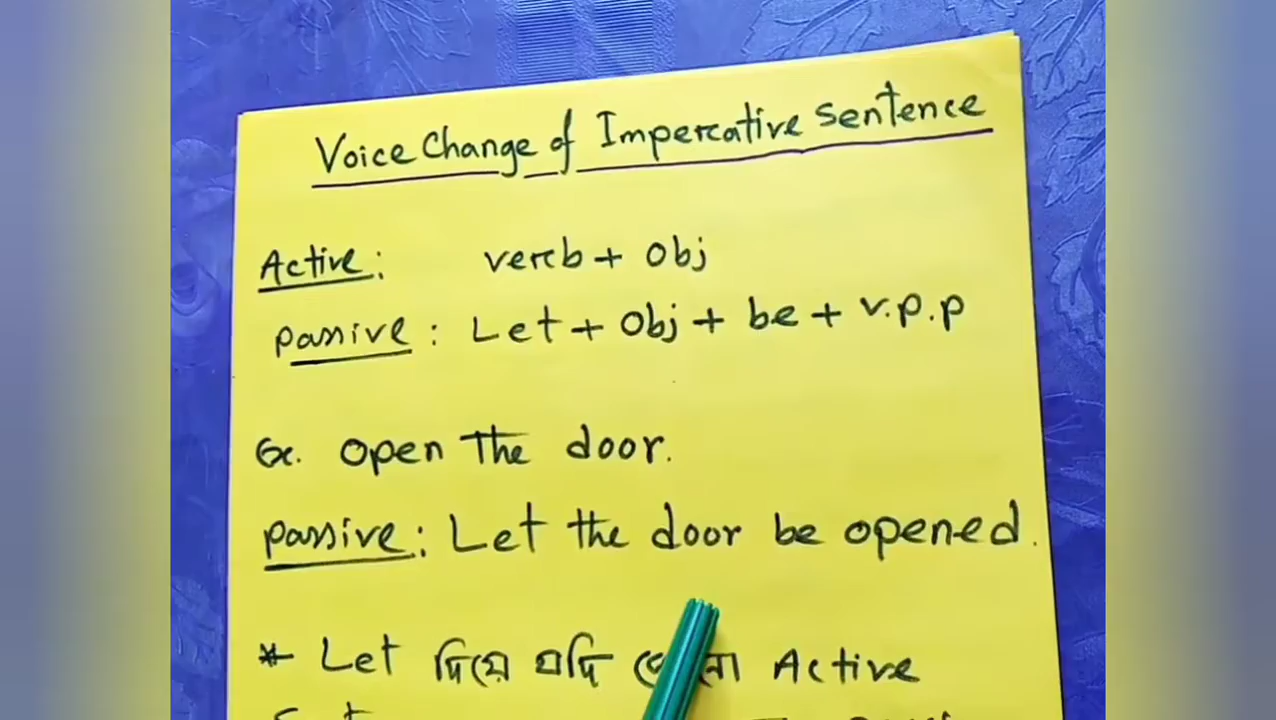 Voice Change of Imperative Sentence
Active: verb + Obj
passive: Let + Obj + be + v.p.p
Ex. Open The door.
passive: Let the door be opened.
* Let দিয়ে যদি Active